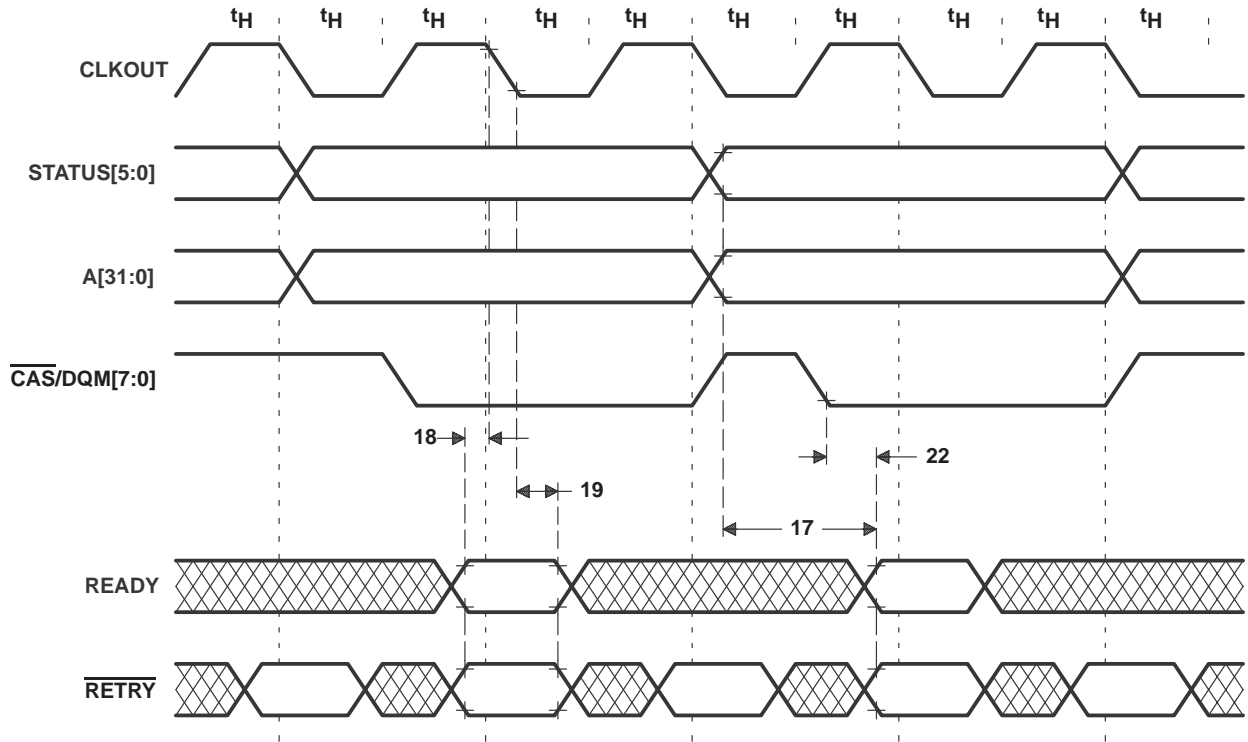 tH tH tH tH tH tH tH tH tH tH
CLKOUT
STATUS[5:0]
A[31:0]
CAS/DQM[7:0]
18
22
19
17
READY
RETRY